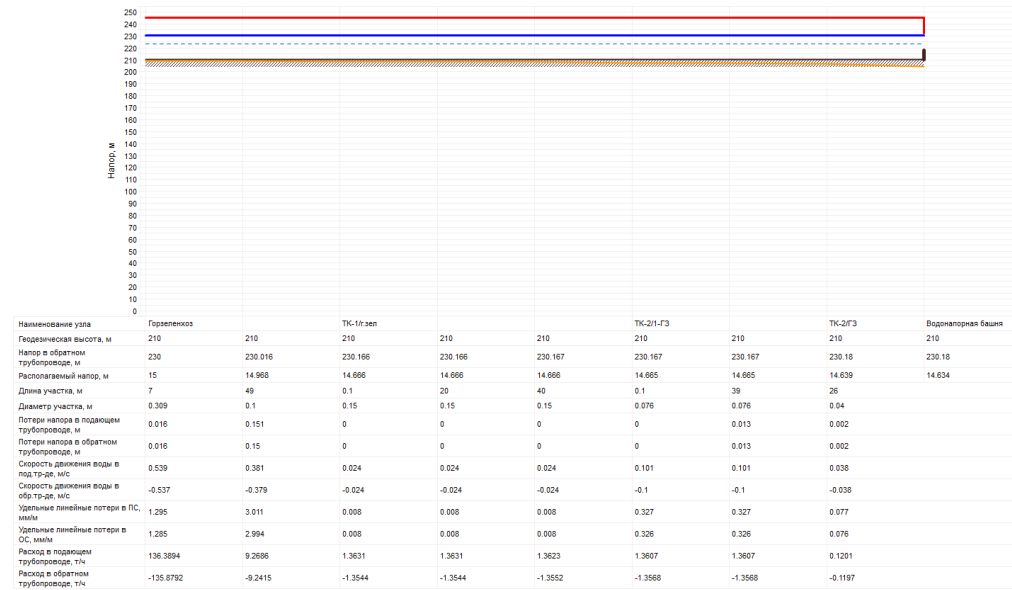 250
240
230
220
210
200
190
180
170
160
150
140
130
120
110
100
90
80
70
60
50
40
30
20
10
0
Напор, м
Наименование узла Горзеленхоз ТК-1/г.зел ТК-2/1-ГЗ ТК-2/ГЗ Водонапорная башня
Геодезическая высота, м 210 210 210 210 210 210 210 210 210
Напор в обратном
трубопроводе, м 230 230.016 230.166 230.166 230.167 230.167 230.167 230.18 230.18
Располагаемый напор, м 15 14.968 14.666 14.666 14.666 14.665 14.665 14.639 14.634
Длина участка, м 7 49 0.1 20 40 0.1 39 26
Диаметр участка, м 0.309 0.1 0.15 0.15 0.15 0.076 0.076 0.04
Потери напора в подающем
трубопроводе, м 0.016 0.151 0 0 0 0 0.013 0.002
Потери напора в обратном
трубопроводе, м 0.016 0.15 0 0 0 0 0.013 0.002
Скорость движения воды в
под.тр-де, м/с 0.539 0.381 0.024 0.024 0.024 0.101 0.101 0.038
Скорость движения воды в
обр.тр-де, м/с -0.537 -0.379 -0.024 -0.024 -0.024 -0.1 -0.1 -0.038
Удельные линейные потери в ПС,
мм/м 1.295 3.011 0.008 0.008 0.008 0.327 0.327 0.077
Удельные линейные потери в
ОС, мм/м 1.285 2.994 0.008 0.008 0.008 0.326 0.326 0.076
Расход в подающем
трубопроводе, т/ч 136.3894 9.2686 1.3631 1.3631 1.3623 1.3607 1.3607 0.1201
Расход в обратном
трубопроводе, т/ч -135.8792 -9.2415 -1.3544 -1.3544 -1.3552 -1.3568 -1.3568 -0.1197